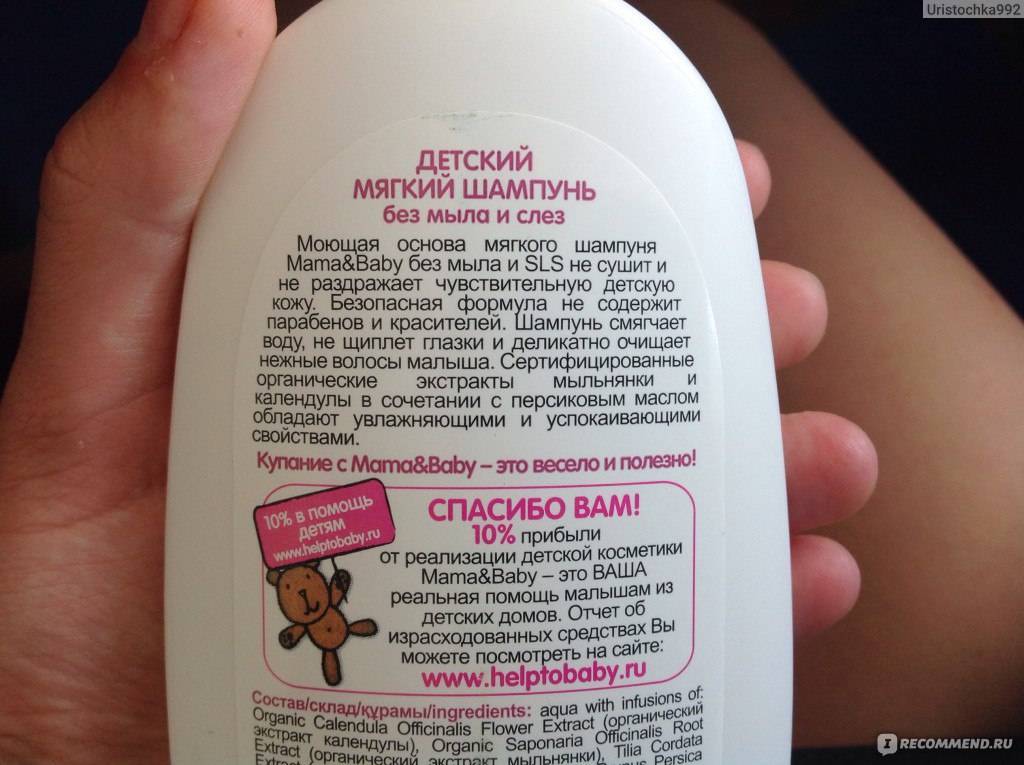 Uristochka992
ДЕТСКИЙ
МЯГКИЙ ШАМПУНЬ
без мыла и слез
Моющая основа мягкого шампуня
Mama&Baby без мыла и SLS не сушит и
не раздражает чувствительную детскую
кожу. Безопасная формула не содержит
парабенов и красителей. Шампунь смягчает
воду, не щиплет глазки и деликатно очищает
нежные волосы малыша. Сертифицированные
органические экстракты мыльнянки и
календулы в сочетании с персиковым маслом
обладают увлажняющими и успокаивающими
свойствами.
Купание с Mama&Baby – это весело и полезно!
10% в помощь
детям
www.helptobaby.ru
СПАСИБО ВАМ!
10% прибыли
от реализации детской косметики
Mama&Baby – это ВАША
реальная помощь малышам из
детских домов. Отчет об
израсходованных средствах Вы
можете посмотреть на сайте:
www.helptobaby.ru
Состав/склад/құрамы/ingredients: aqua with infusions of:
Organic Calendula Officinalis Flower Extract (органический
экстракт календулы), Organic Saponaria Officinalis Root
Extract (органический экстракт мыльнянки), Tilia Cordata
Persica
I RECOMMEND.RU